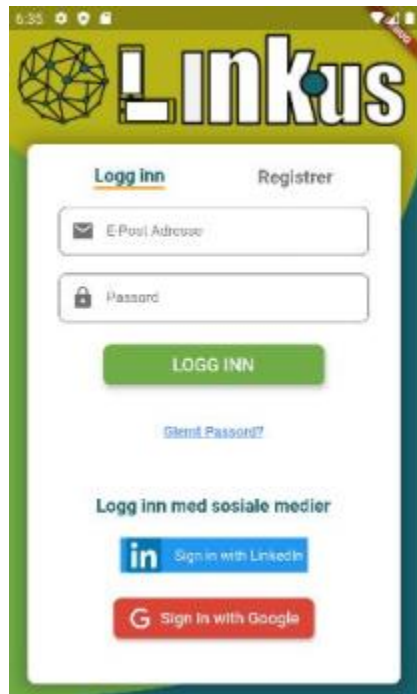 6:35
DEBUG
Linkus
Logg inn
Registrer
E-Post Adresse
Passord
LOGG INN
Glemt Passord?
Logg inn med sosiale medier
in Sign in with LinkedIn
G Sign in with Google